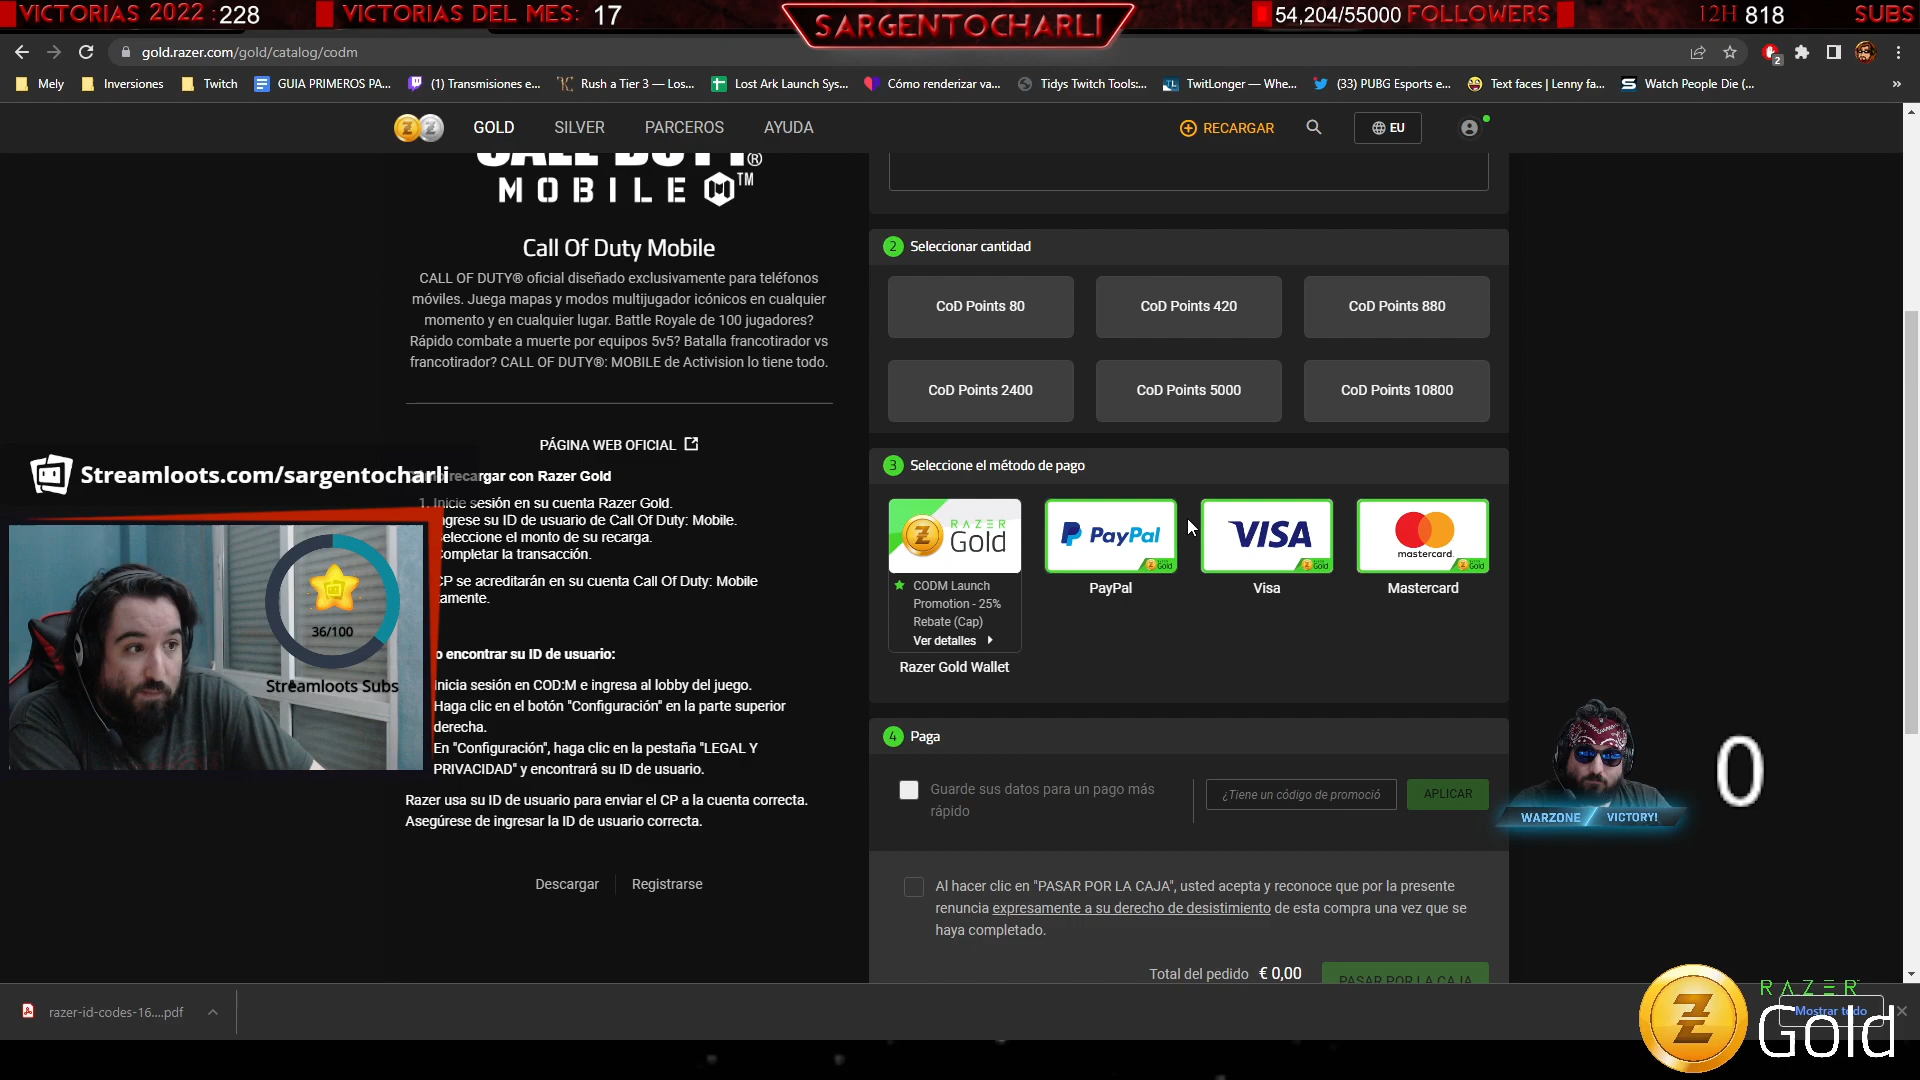 VICTORIAS 2022 : 228
VICTORIAS DEL MES: 17
SARGENTOCHARLI
54,204/55000 FOLLOWERS
12H 818 SUBS
gold.razer.com/gold/catalog/codm
2
Mely
Inversiones
Twitch
GUIA PRIMEROS PA...
(1) Transmisiones e...
Rush a Tier 3 — Los...
Lost Ark Launch Sys...
Cómo renderizar va...
Tidys Twitch Tools:...
TwitLonger — Whe...
(33) PUBG Esports e...
Text faces | Lenny fa...
Watch People Die (...
»
GOLD
SILVER
PARCEROS
AYUDA
RECARGAR
EU
CALL OF DUTY®
MOBILE TM
Call Of Duty Mobile
CALL OF DUTY® oficial diseñado exclusivamente para teléfonos
móviles. Juega mapas y modos multijugador icónicos en cualquier
momento y en cualquier lugar. Battle Royale de 100 jugadores?
Rápido combate a muerte por equipos 5v5? Batalla francotirador vs
francotirador? CALL OF DUTY®: MOBILE de Activision lo tiene todo.
PÁGINA WEB OFICIAL
Streamloots.com/sargentocharli
recargar con Razer Gold
1. Inicie sesión en su cuenta Razer Gold.
ngrese su ID de usuario de Call Of Duty: Mobile.
eleccione el monto de su recarga.
ompletar la transacción.
CP se acreditarán en su cuenta Call Of Duty: Mobile
amente.
36/100
Streamloots Subs
o encontrar su ID de usuario:
Inicia sesión en COD:M e ingresa al lobby del juego.
Haga clic en el botón "Configuración" en la parte superior
derecha.
En "Configuración", haga clic en la pestaña "LEGAL Y
PRIVACIDAD" y encontrará su ID de usuario.
Razer usa su ID de usuario para enviar el CP a la cuenta correcta.
Asegúrese de ingresar la ID de usuario correcta.
Descargar
Registrarse
2 Seleccionar cantidad
CoD Points 80
CoD Points 420
CoD Points 880
CoD Points 2400
CoD Points 5000
CoD Points 10800
3 Seleccione el método de pago
RAZER
Gold
PayPal
Gold
VISA
Gold
mastercard.
Gold
CODM Launch
Promotion - 25%
Rebate (Cap)
Ver detalles
Razer Gold Wallet
PayPal
Visa
Mastercard
4 Paga
Guarde sus datos para un pago más
rápido
¿Tiene un código de promoció
APLICAR
Al hacer clic en "PASAR POR LA CAJA", usted acepta y reconoce que por la presente
renuncia expresamente a su derecho de desistimiento de esta compra una vez que se
haya completado.
Total del pedido € 0,00
PASAR POR LA CAJA
WARZONE VICTORY!
0
razer-id-codes-16....pdf
Mostrar todo
RAZER
Gold